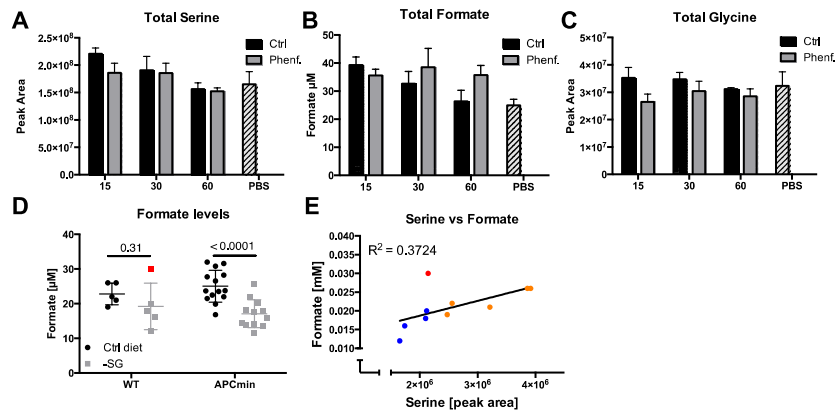 A
Total Serine
2.5×10⁸
2.0×10⁸
1.5×10⁸
1.0×10⁸
5.0×10⁷
0.0
Peak Area
15 30 60 PBS
Ctrl
Phenf.
B
Total Formate
50
40
30
20
10
0
Formate µM
15 30 60 PBS
Ctrl
Phenf.
C
Total Glycine
5×10⁷
4×10⁷
3×10⁷
2×10⁷
1×10⁷
0
Peak Area
15 30 60 PBS
Ctrl
Phenf.
D
Formate levels
0.31
< 0.0001
40
30
20
10
0
Formate [µM]
Ctrl diet
-SG
WT APCmin
E
Serine vs Formate
R² = 0.3724
0.040
0.035
0.030
0.025
0.020
0.015
0.010
Formate [mM]
2×10⁶ 3×10⁶ 4×10⁶
Serine [peak area]